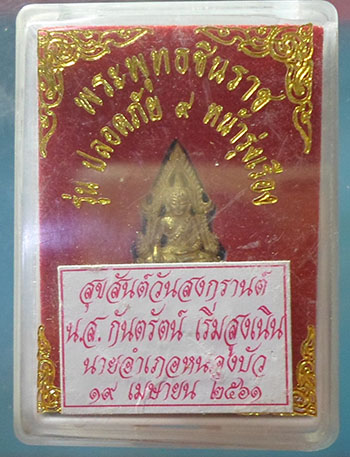 พระพุทธชินราช
รุ่น ปลอดภัย ๙ หน้ารุ่งเรือง
สุขสันต์วันสงกรานต์
น.ส. กันตรัตน์ เริ่มสูงเนิน
นายอำเภอหนองบัว
๑๙ เมษายน ๒๕๖๑